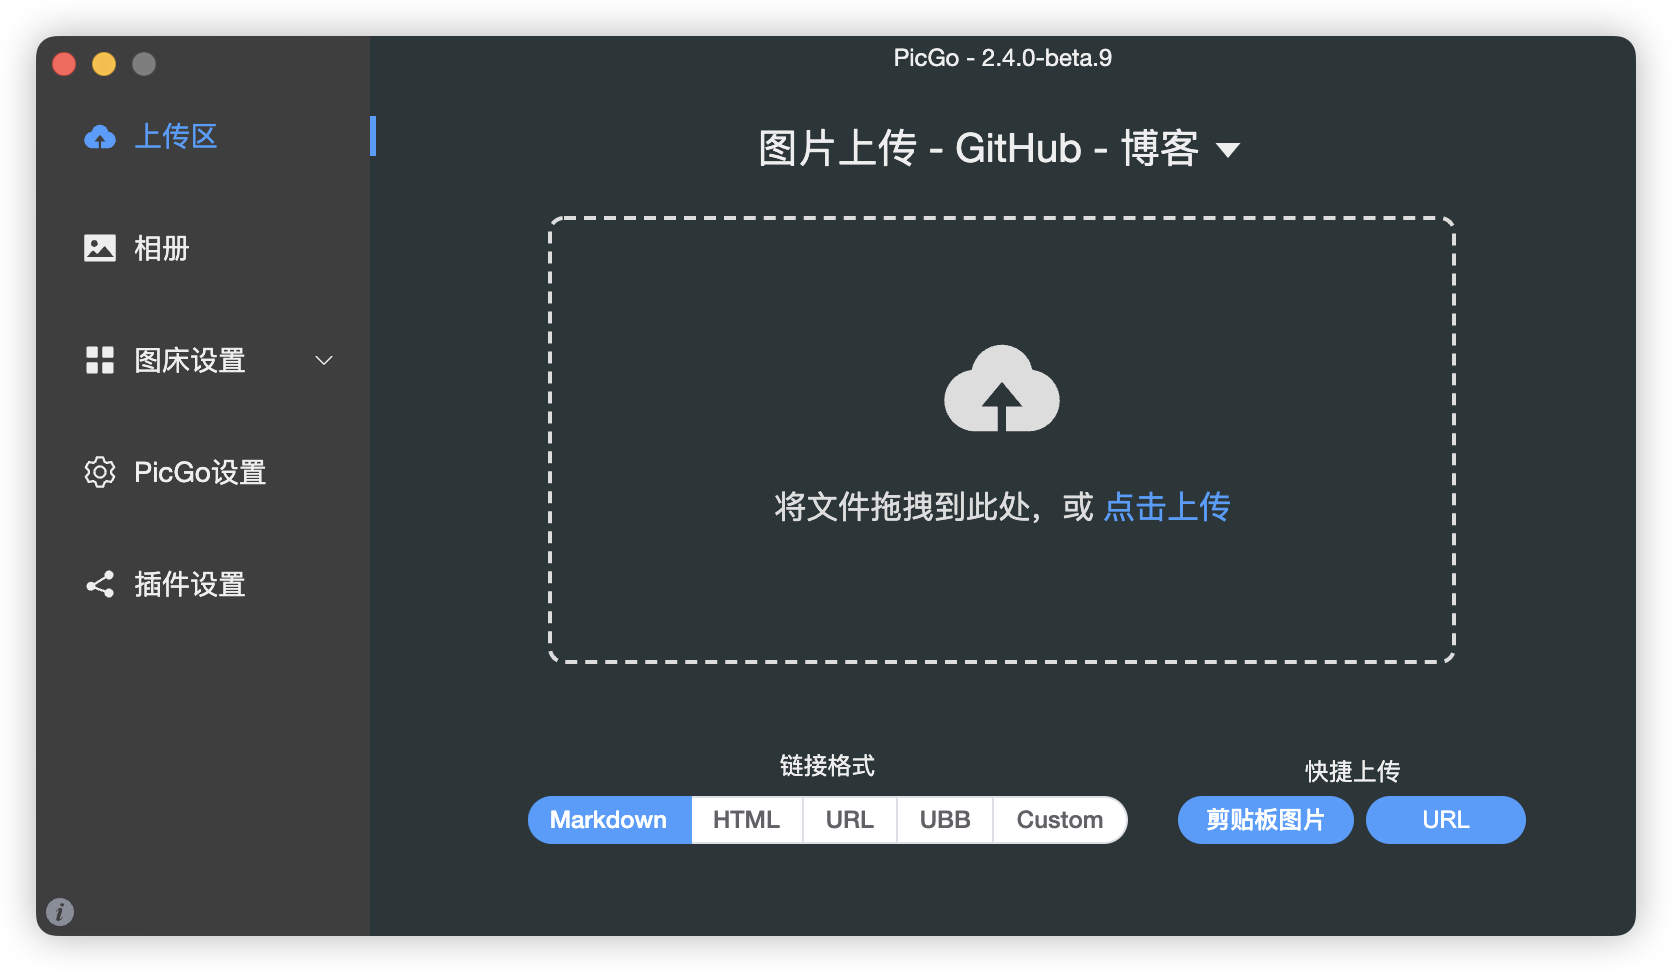 PicGo - 2.4.0-beta.9
上传区
相册
图床设置
PicGo设置
插件设置
图片上传 - GitHub - 博客
将文件拖拽到此处，或 点击上传
链接格式
Markdown HTML URL UBB Custom
快捷上传
剪贴板图片 URL
i